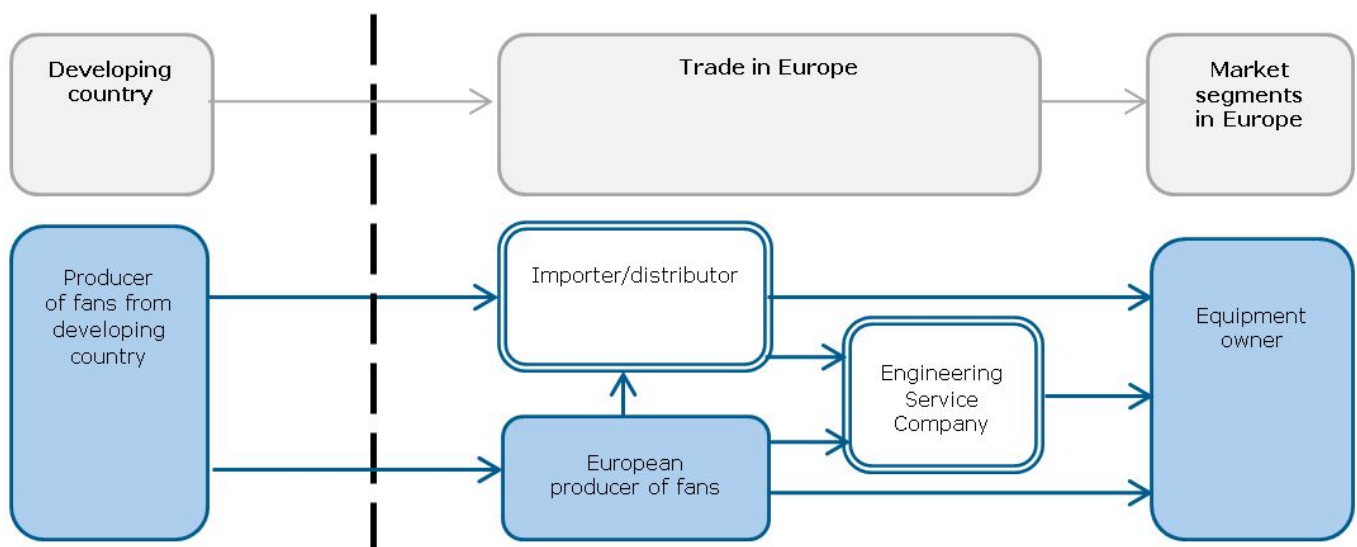 Developing
country
Trade in Europe
Market
segments
in Europe
Producer
of fans from
developing
country
Importer/distributor
Engineering
Service
Company
European
producer of fans
Equipment
owner